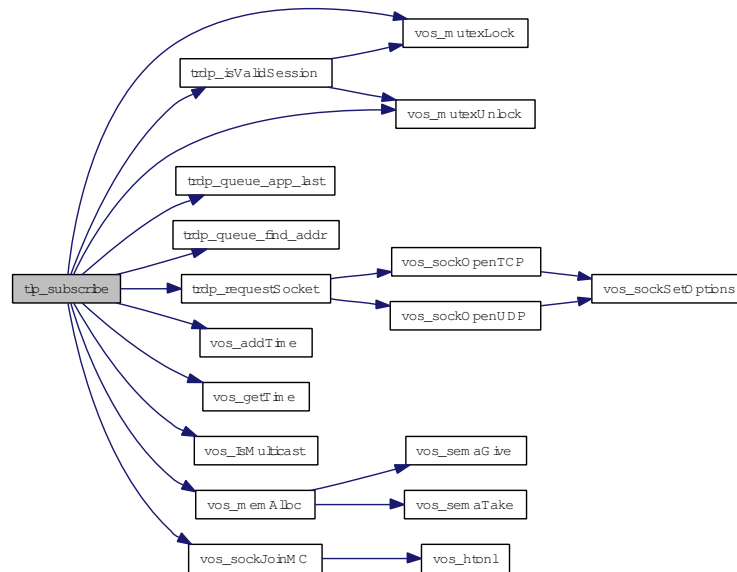 vos_mutexLock
trdp_isValidSession
vos_mutexUnlock
trdp_queue_app_last
trdp_queue_find_addr
vos_sockOpenTCP
tlp_subscribe
trdp_requestSocket
vos_sockSetOptions
vos_sockOpenUDP
vos_addTime
vos_getTime
vos_IsMulticast
vos_semaGive
vos_memAlloc
vos_semaTake
vos_sockJoinMC
vos_htonl